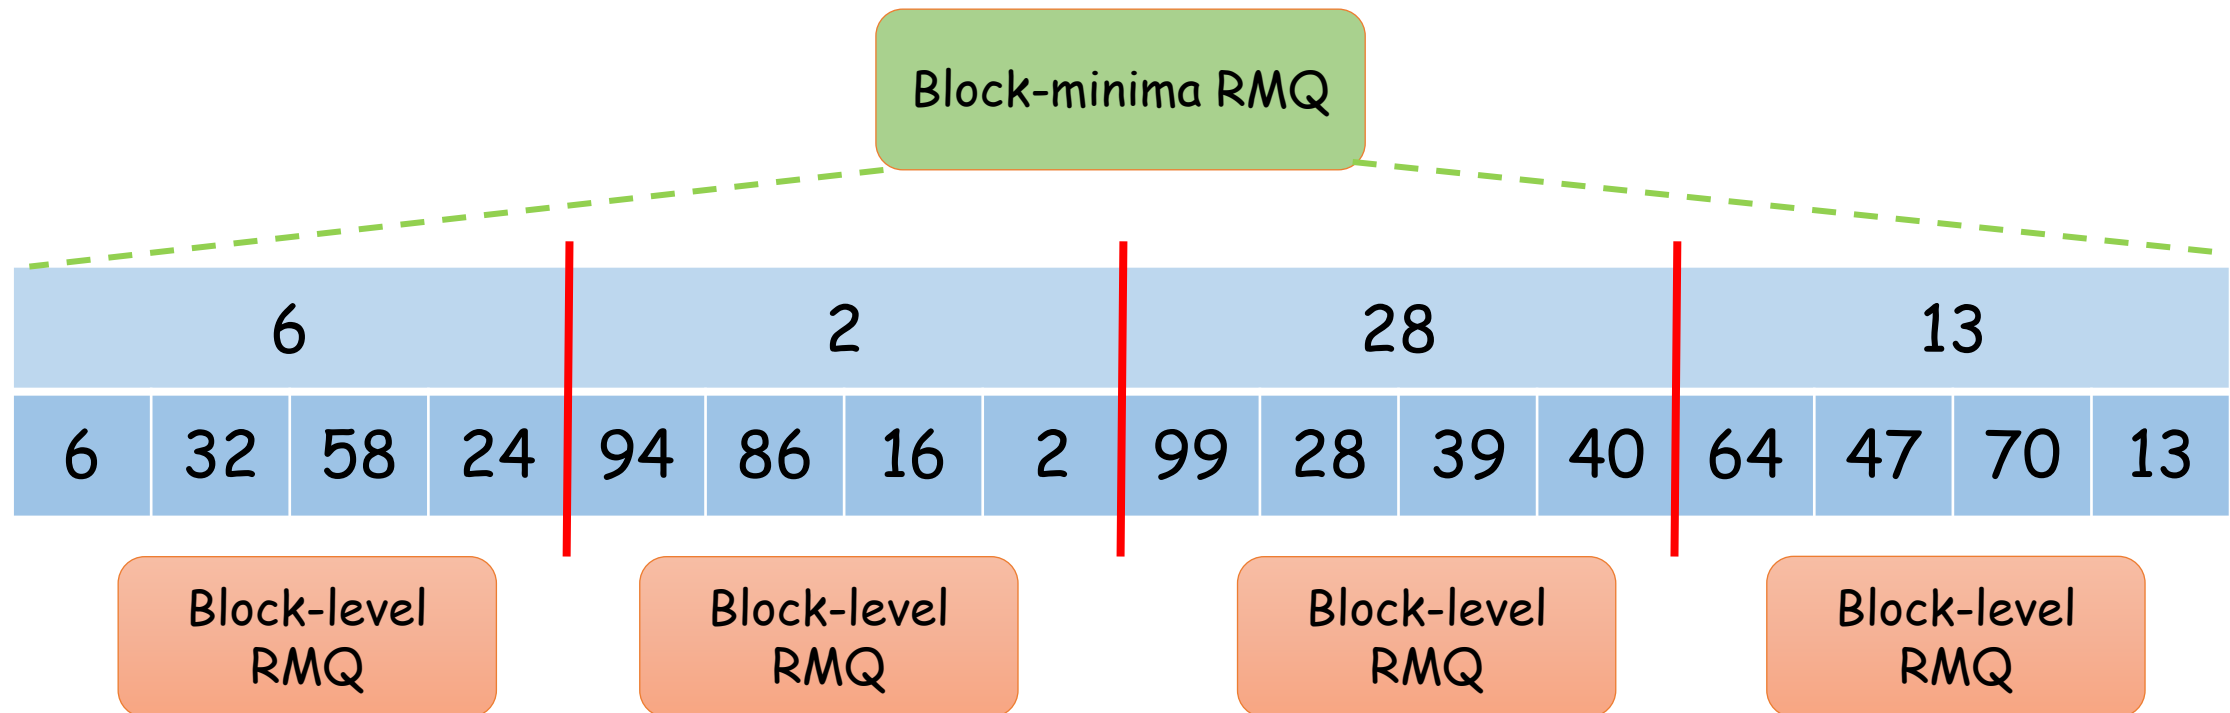 Block-minima RMQ
6 2 28 13
6 32 58 24 94 86 16 2 99 28 39 40 64 47 70 13
Block-level Block-level Block-level Block-level
RMQ RMQ RMQ RMQ